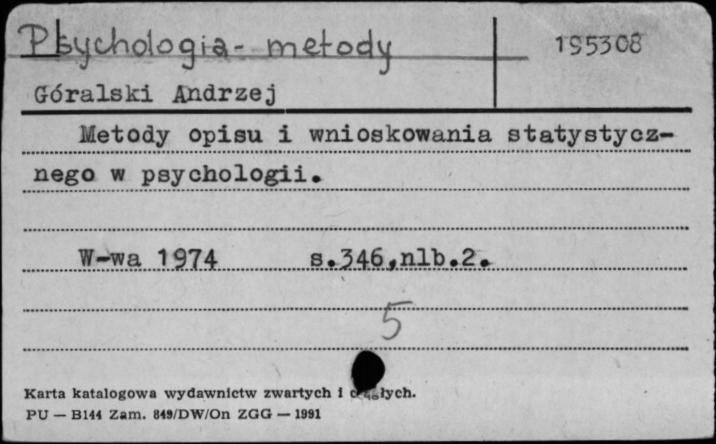 Psychologia - metody
195308
Góralski Andrzej
Metody opisu i wnioskowania statystycz-
nego w psychologii.
W-wa 1974 s.346,nlb.2.
5
Karta katalogowa wydawnictw zwartych i ciągłych.
PU — B144 Zam. 849/DW/On ZGG — 1991